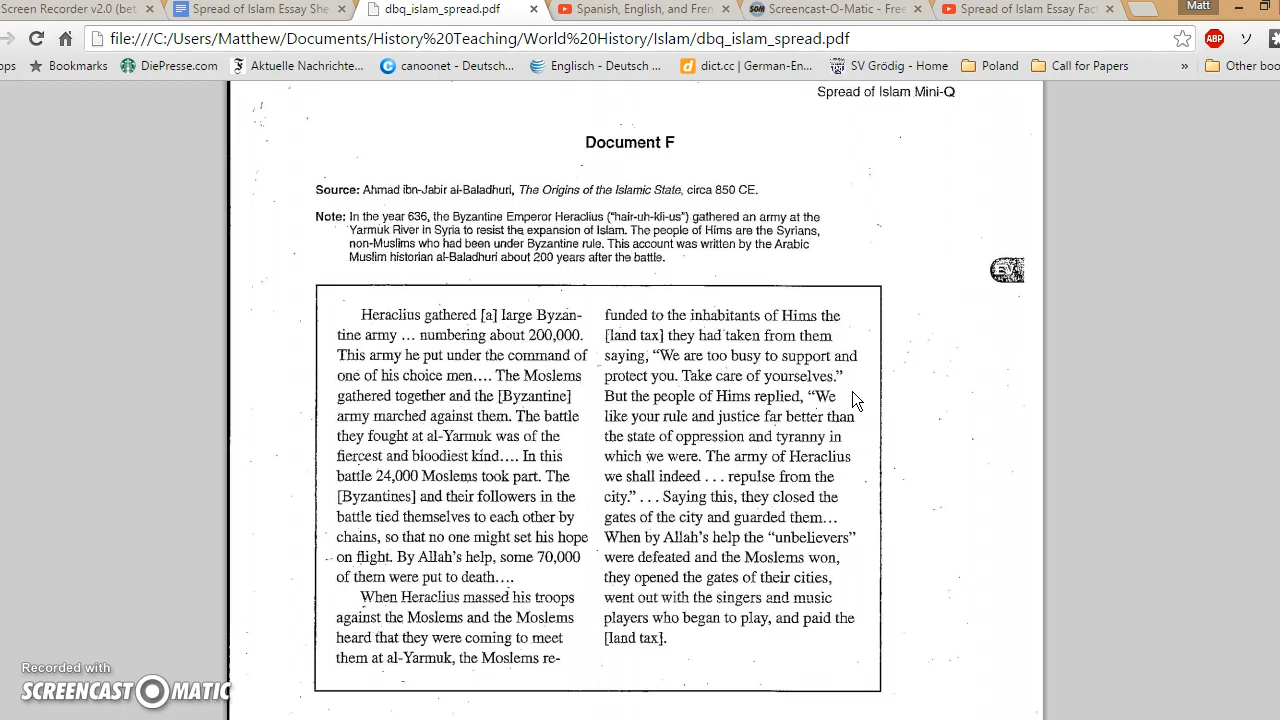 Screen Recorder v2.0 (bet
Spread of Islam Essay She
dbq_islam_spread.pdf
Spanish, English, and Fren
Screencast-O-Matic - Free
Spread of Islam Essay Fact
Matt
file:///C:/Users/Matthew/Documents/History%20Teaching/World%20History/Islam/dbq_islam_spread.pdf
ABP
ops
Bookmarks
DiePresse.com
Aktuelle Nachrichte...
canoonet - Deutsch...
Englisch - Deutsch ...
dict.cc | German-En...
SV Grödig - Home
Poland
Call for Papers
»
Other boo
Spread of Islam Mini-Q
Document F
Source: Ahmad ibn-Jabir al-Baladhuri, The Origins of the Islamic State, circa 850 CE.
Note: In the year 636, the Byzantine Emperor Heraclius ("hair-uh-kli-us") gathered an army at the
Yarmuk River in Syria to resist the expansion of Islam. The people of Hims are the Syrians,
non-Muslims who had been under Byzantine rule. This account was written by the Arabic
Muslim historian al-Baladhuri about 200 years after the battle.
Heraclius gathered [a] large Byzan-
tine army ... numbering about 200,000.
This army he put under the command of
one of his choice men.... The Moslems
gathered together and the [Byzantine]
army marched against them. The battle
they fought at al-Yarmuk was of the
fiercest and bloodiest kind.... In this
battle 24,000 Moslems took part. The
[Byzantines] and their followers in the
battle tied themselves to each other by
chains, so that no one might set his hope
on flight. By Allah's help, some 70,000
of them were put to death....
When Heraclius massed his troops
against the Moslems and the Moslems
heard that they were coming to meet
them at al-Yarmuk, the Moslems re-
funded to the inhabitants of Hims the
[land tax] they had taken from them
saying, "We are too busy to support and
protect you. Take care of yourselves."
But the people of Hims replied, "We
like your rule and justice far better than
the state of oppression and tyranny in
which we were. The army of Heraclius
we shall indeed . . . repulse from the
city." . . . Saying this, they closed the
gates of the city and guarded them...
When by Allah's help the "unbelievers"
were defeated and the Moslems won,
they opened the gates of their cities,
went out with the singers and music
players who began to play, and paid the
[land tax].
Recorded with
SCREENCAST-O-MATIC